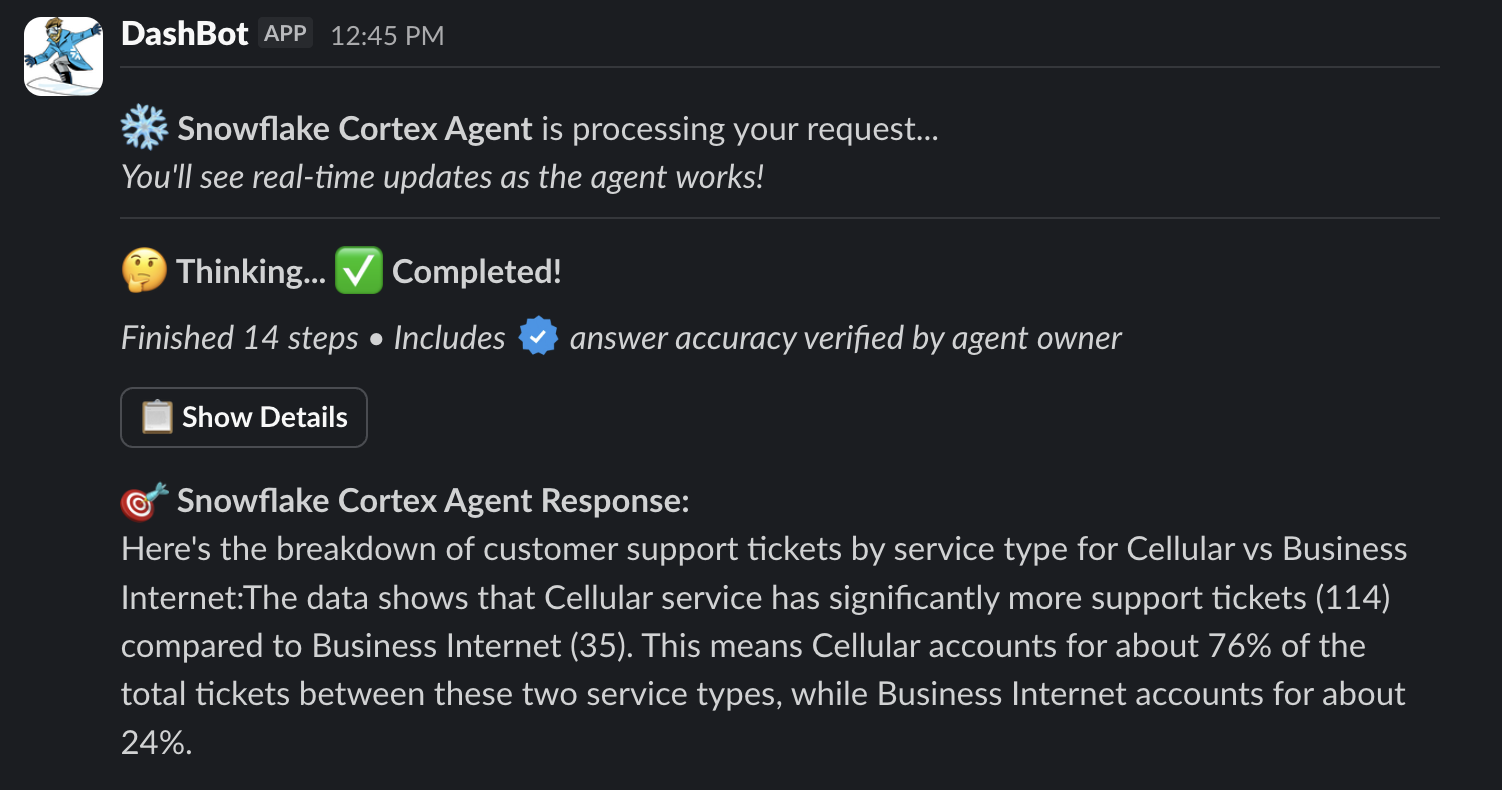 DashBot APP 12:45 PM
❄️ Snowflake Cortex Agent is processing your request...
You'll see real-time updates as the agent works!
🤔 Thinking... ✅ Completed!
Finished 14 steps • Includes answer accuracy verified by agent owner
📋 Show Details
🎯 Snowflake Cortex Agent Response:
Here's the breakdown of customer support tickets by service type for Cellular vs Business
Internet:The data shows that Cellular service has significantly more support tickets (114)
compared to Business Internet (35). This means Cellular accounts for about 76% of the
total tickets between these two service types, while Business Internet accounts for about
24%.